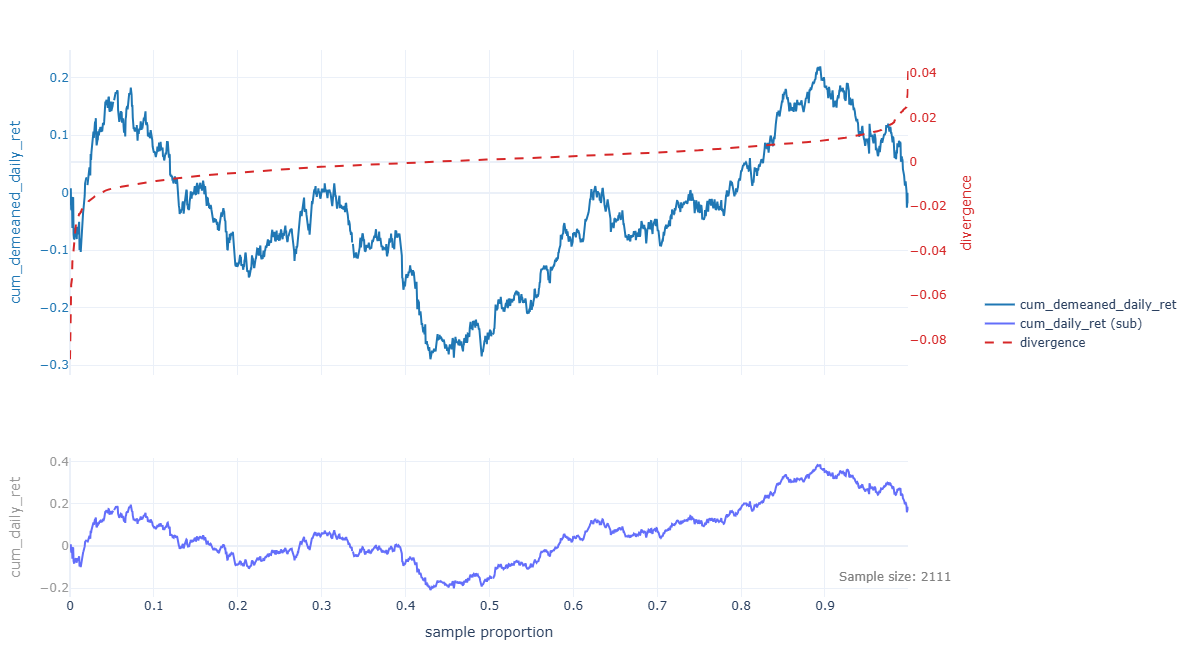 0.2
0.1
0
−0.1
−0.2
−0.3
cum_demeaned_daily_ret
0.04
0.02
0
−0.02
−0.04
−0.06
−0.08
divergence
cum_demeaned_daily_ret
cum_daily_ret (sub)
divergence
0.4
0.2
0
−0.2
cum_daily_ret
Sample size: 2111
0 0.1 0.2 0.3 0.4 0.5 0.6 0.7 0.8 0.9
sample proportion